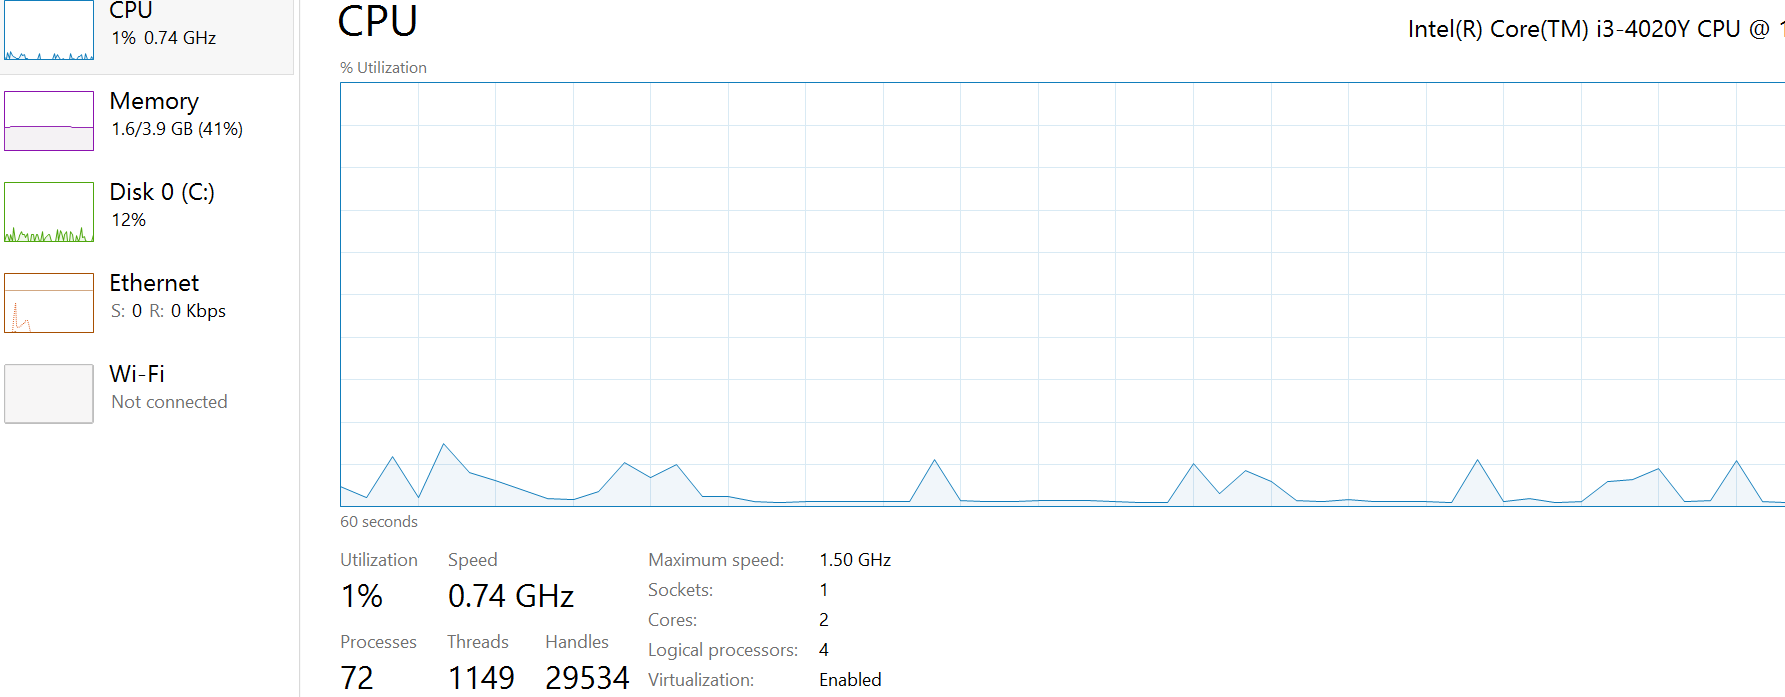 CPU
1% 0.74 GHz
Memory
1.6/3.9 GB (41%)
Disk 0 (C:)
12%
Ethernet
S: 0 R: 0 Kbps
Wi-Fi
Not connected
CPU
Intel(R) Core(TM) i3-4020Y CPU @
% Utilization
60 seconds
Utilization
Speed
1%
0.74 GHz
Processes
Threads
Handles
72
1149
29534
Maximum speed: 1.50 GHz
Sockets: 1
Cores: 2
Logical processors: 4
Virtualization: Enabled